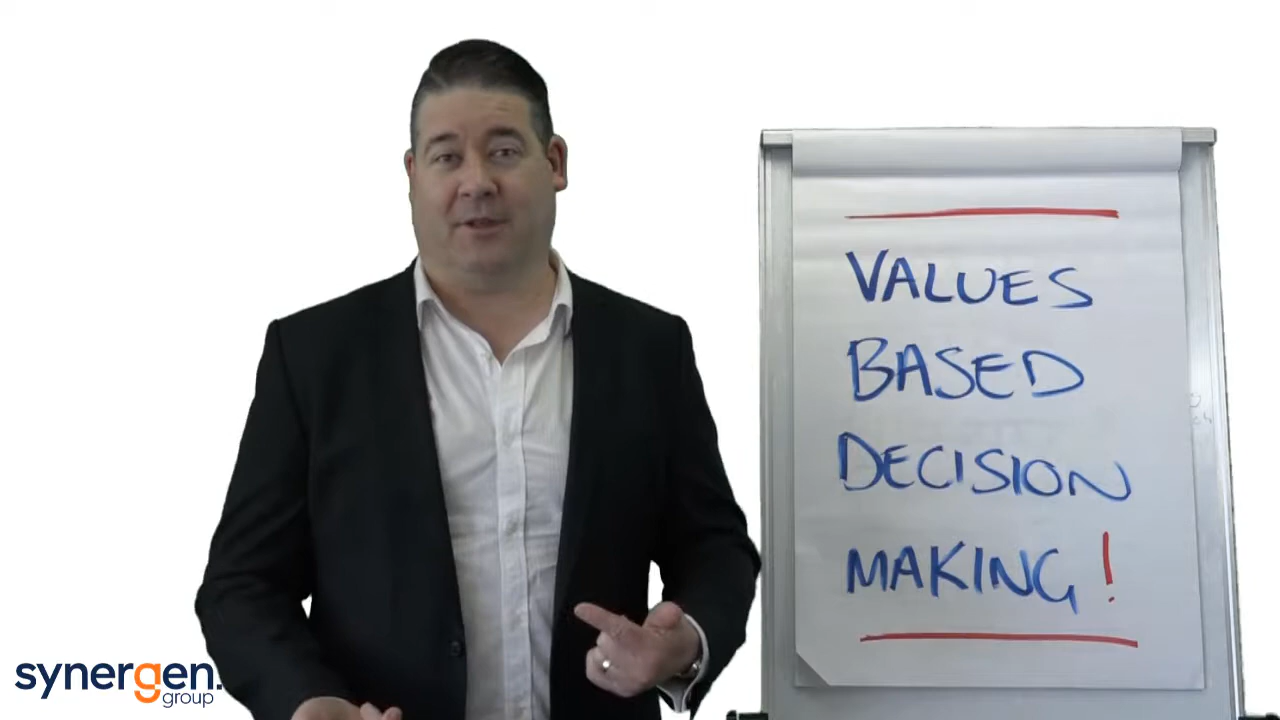 VALUES
BASED
DECISION
MAKING!
synergen.
group